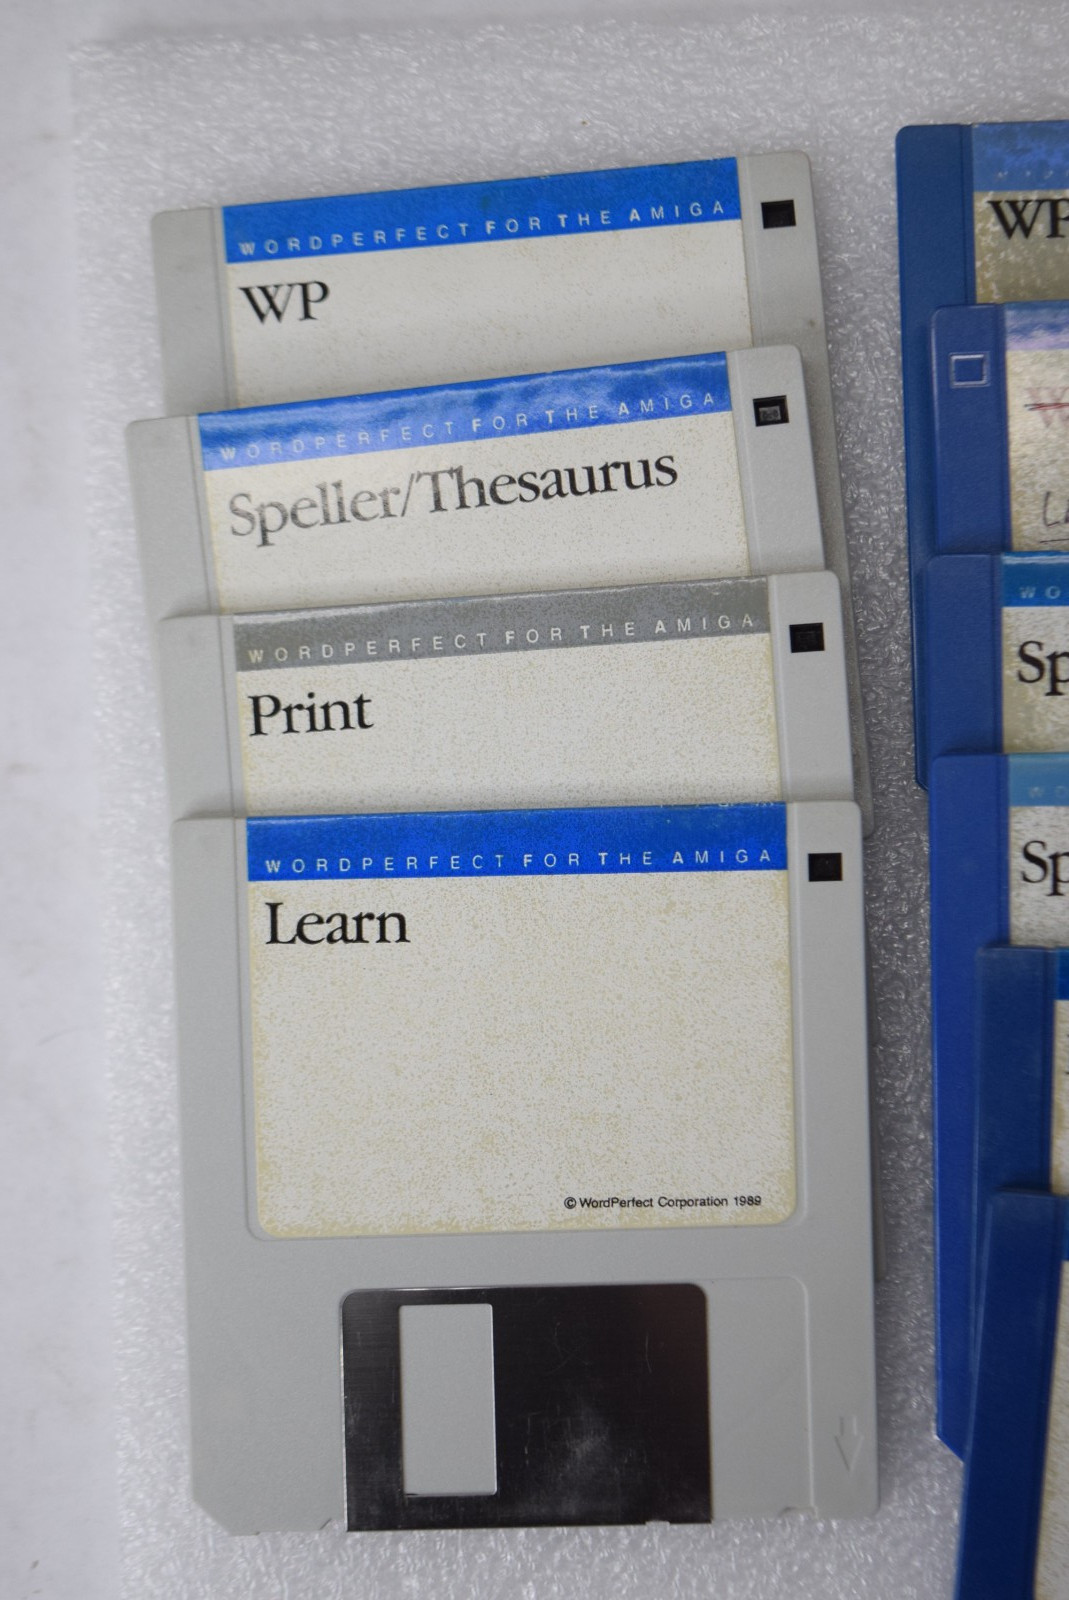 WORDPERFECT FOR THE AMIGA
WP
WORDPERFECT FOR THE AMIGA
Speller/Thesaurus
WORDPERFECT FOR THE AMIGA
Print
WORDPERFECT FOR THE AMIGA
Learn
© WordPerfect Corporation 1989
WP
WO
Sp
Sp